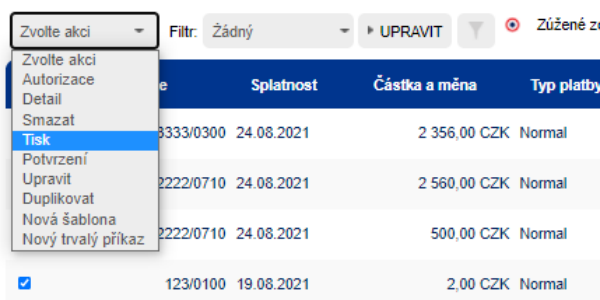 Zvolte akci Filtr: Žádný UPRAVIT Zúžené
Zvolte akci
Autorizace
Detail
Smazat
Tisk
Potvrzení
Upravit
Duplikovat
Nová šablona
Nový trvalý příkaz
Splatnost Částka a měna Typ platby
3333/0300 24.08.2021 2 356,00 CZK Normal
2222/0710 24.08.2021 2 560,00 CZK Normal
2222/0710 24.08.2021 500,00 CZK Normal
123/0100 19.08.2021 2,00 CZK Normal